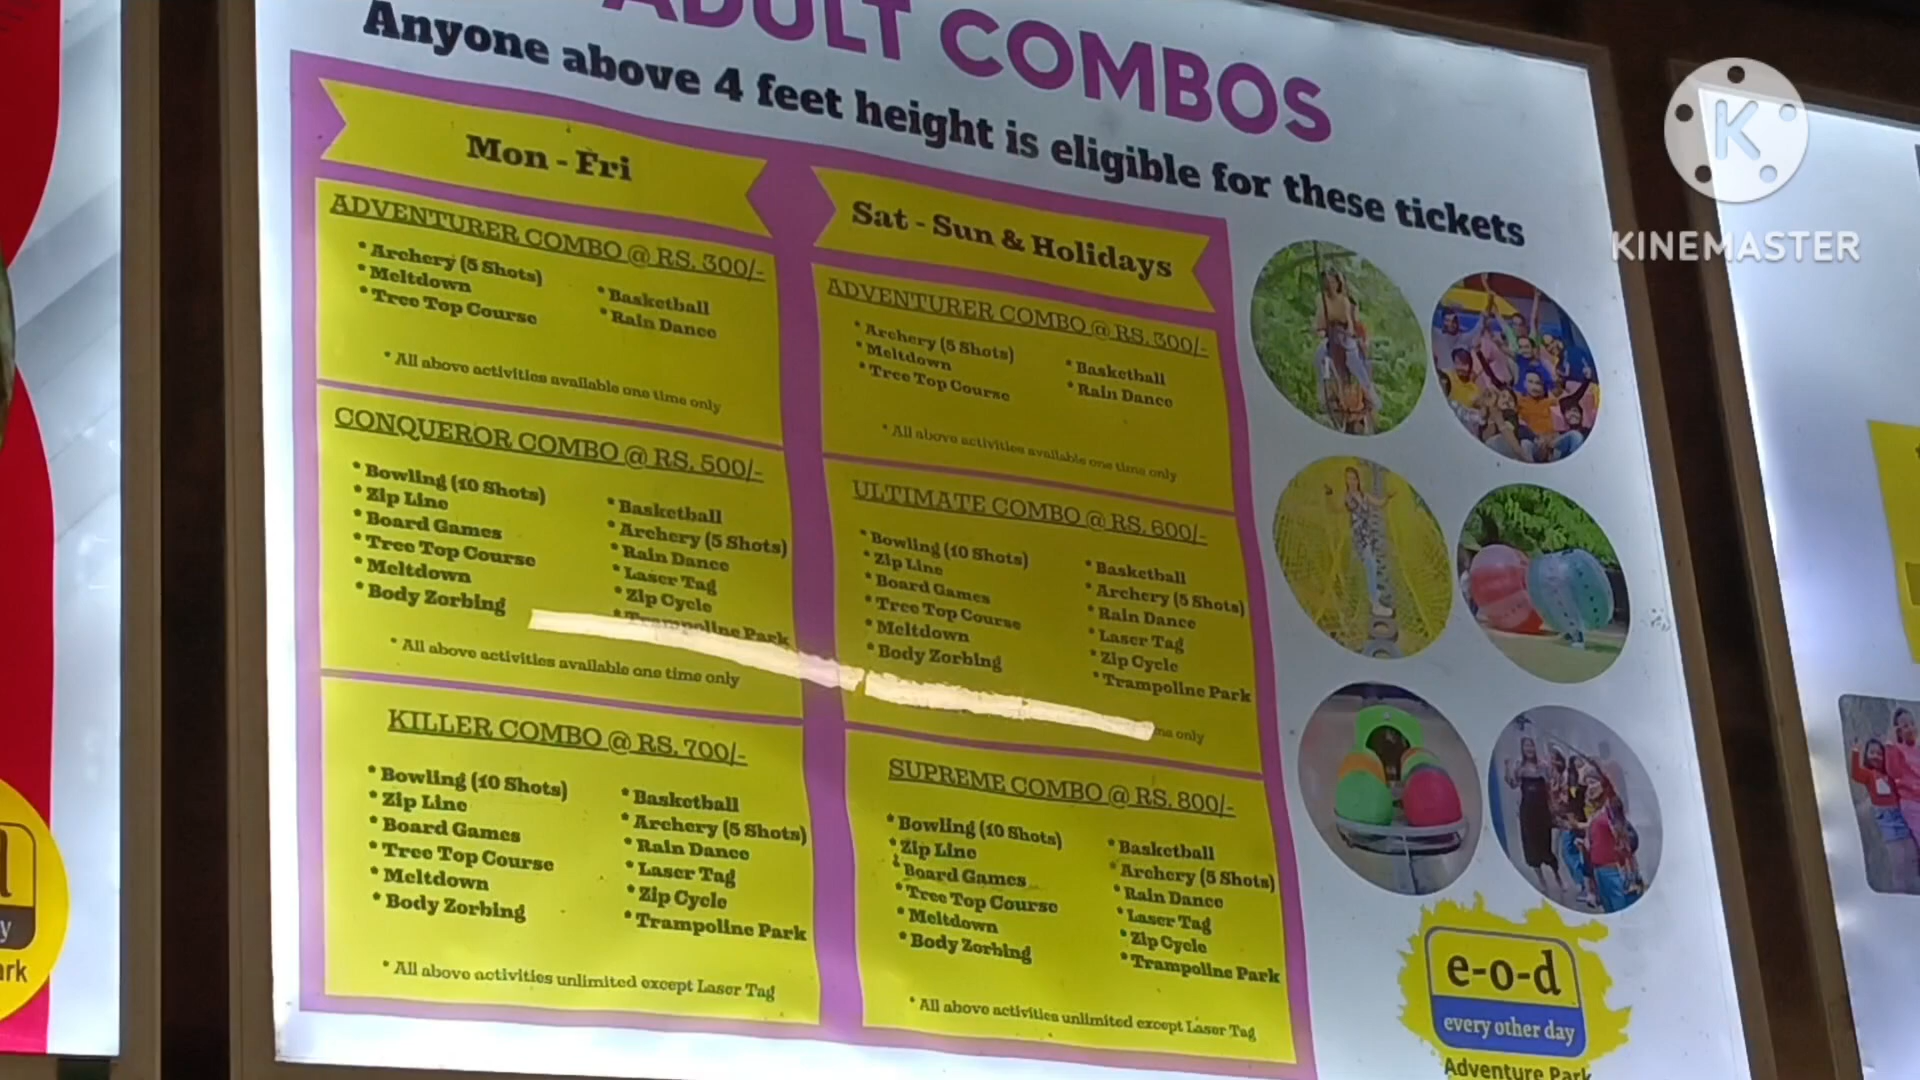 ADULT COMBOS
Anyone above 4 feet height is eligible for these tickets
Mon - Fri
ADVENTURER COMBO @ RS. 300/-
* Archery (5 Shots)
* Meltdown
* Tree Top Course
* Basketball
* Rain Dance
* All above activities available one time only
CONQUEROR COMBO @ RS. 500/-
* Bowling (10 Shots)
* Zip Line
* Board Games
* Tree Top Course
* Meltdown
* Body Zorbing
* Basketball
* Archery (5 Shots)
* Rain Dance
* Laser Tag
* Zip Cycle
* Trampoline Park
* All above activities available one time only
KILLER COMBO @ RS. 700/-
* Bowling (10 Shots)
* Zip Line
* Board Games
* Tree Top Course
* Meltdown
* Body Zorbing
* Basketball
* Archery (5 Shots)
* Rain Dance
* Laser Tag
* Zip Cycle
* Trampoline Park
* All above activities unlimited except Laser Tag
Sat - Sun & Holidays
ADVENTURER COMBO @ RS. 300/-
* Archery (5 Shots)
* Meltdown
* Tree Top Course
* Basketball
* Rain Dance
* All above activities available one time only
ULTIMATE COMBO @ RS. 600/-
* Bowling (10 Shots)
* Zip Line
* Board Games
* Tree Top Course
* Meltdown
* Body Zorbing
* Basketball
* Archery (5 Shots)
* Rain Dance
* Laser Tag
* Zip Cycle
* Trampoline Park
only
SUPREME COMBO @ RS. 800/-
* Bowling (10 Shots)
* Zip Line
* Board Games
* Tree Top Course
* Meltdown
* Body Zorbing
* Basketball
* Archery (5 Shots)
* Rain Dance
* Laser Tag
* Zip Cycle
* Trampoline Park
* All above activities unlimited except Laser Tag
e-o-d
every other day
Adventure Park
K
KINEMASTER